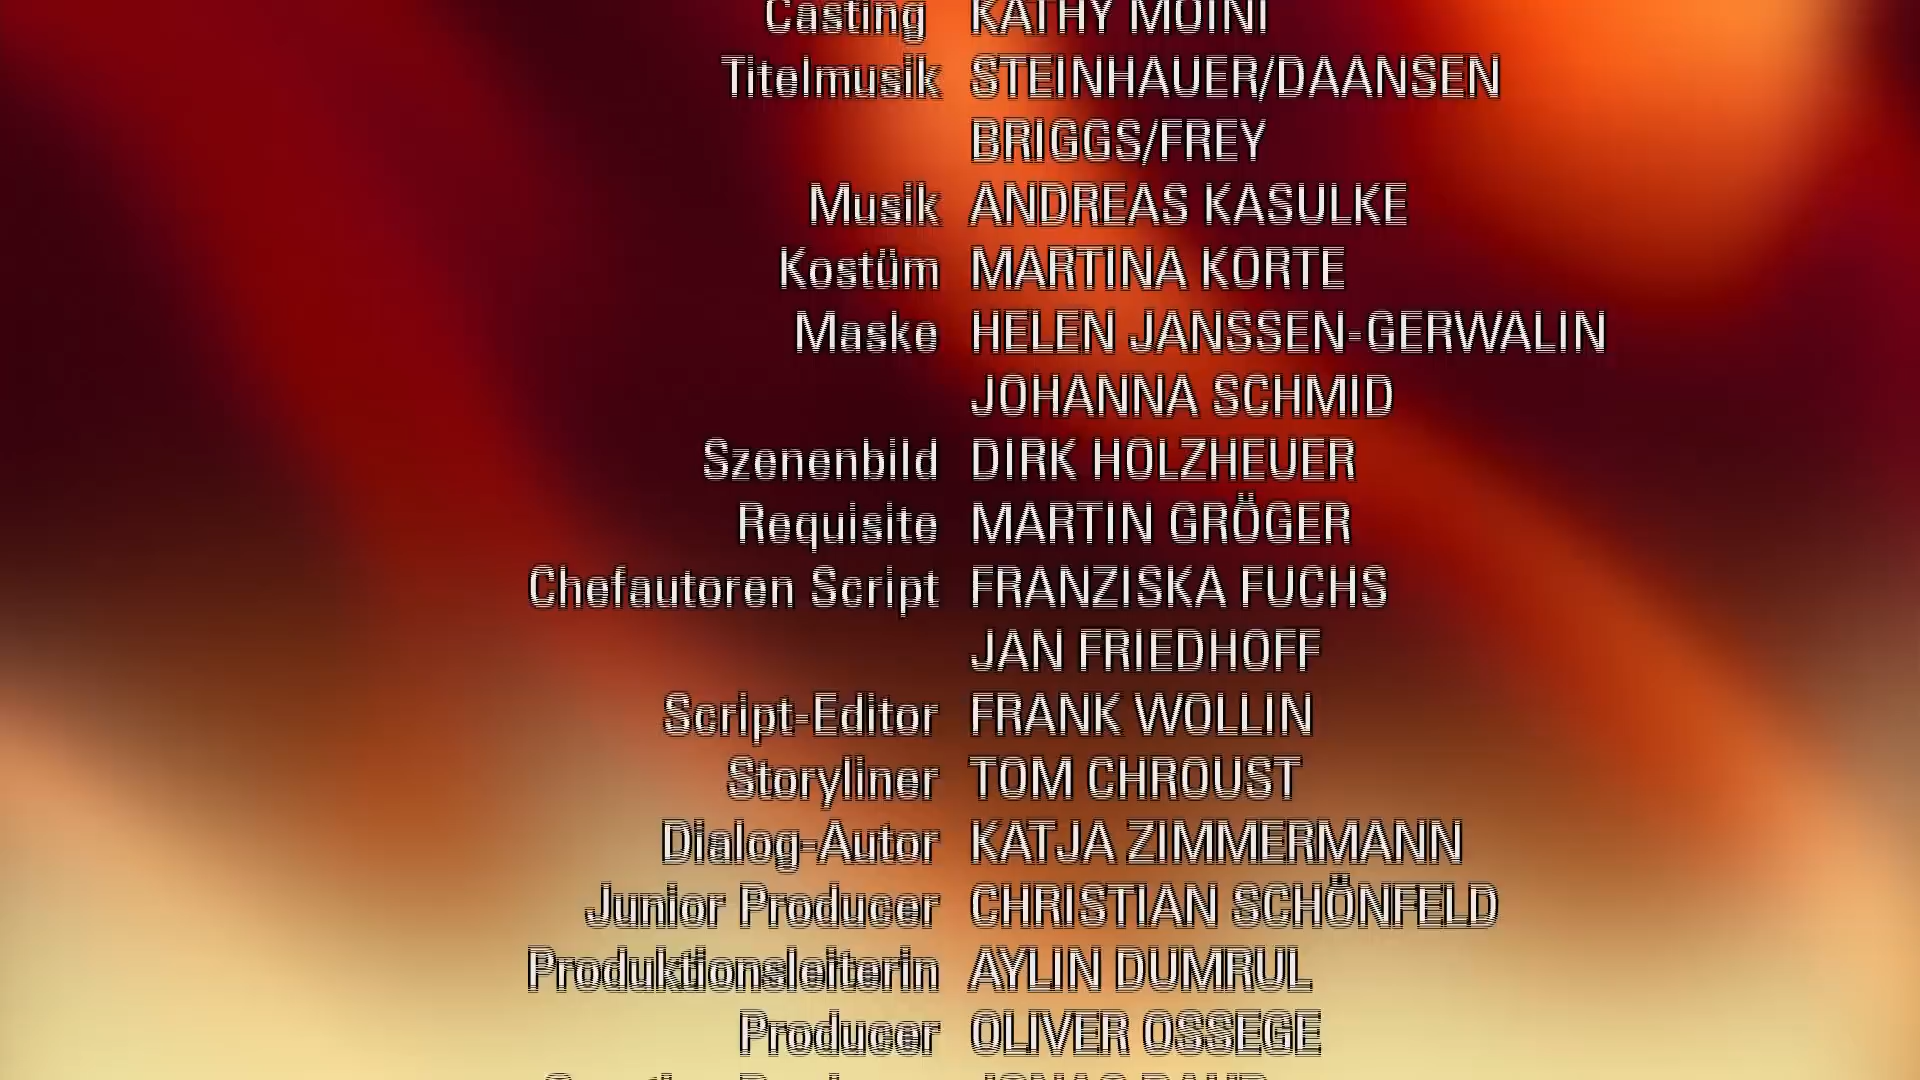 Casting KATHY MOINI
Titelmusik STEINHAUER/DAANSEN
BRIGGS/FREY
Musik ANDREAS KASULKE
Kostüm MARTINA KORTE
Maske HELEN JANSSEN-GERWALIN
JOHANNA SCHMID
Szenenbild DIRK HOLZHEUER
Requisite MARTIN GRÖGER
Chefautoren Script FRANZISKA FUCHS
JAN FRIEDHOFF
Script-Editor FRANK WOLLIN
Storyliner TOM CHROUST
Dialog-Autor KATJA ZIMMERMANN
Junior Producer CHRISTIAN SCHÖNFELD
Produktionsleiterin AYLIN DUMRUL
Producer OLIVER OSSEGE